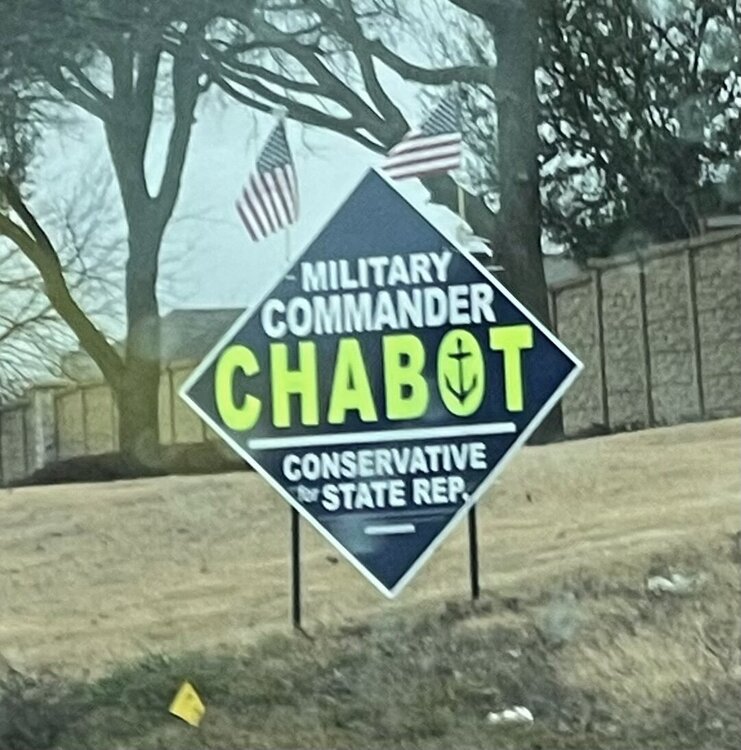 MILITARY
COMMANDER
CHABOT
CONSERVATIVE
for STATE REP.